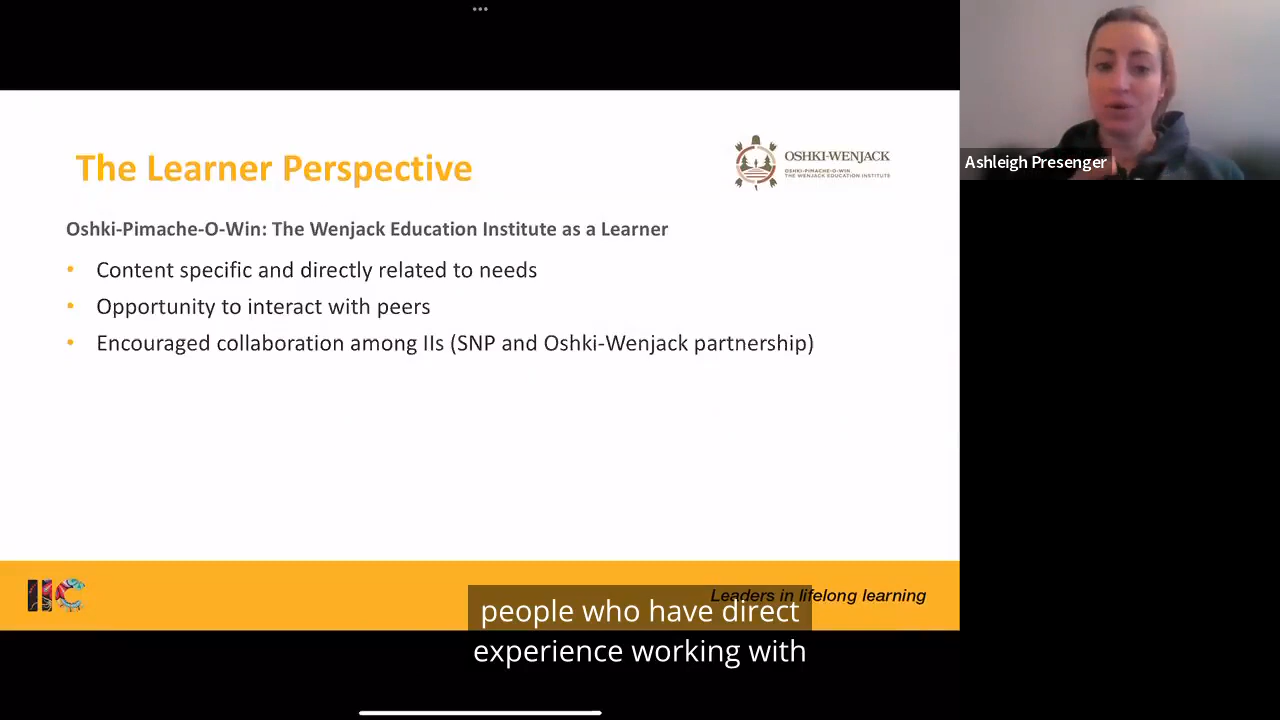 The Learner Perspective
OSHKI-WENJACK
OSHKI-PIMACHE-O-WIN
THE WENJACK EDUCATION INSTITUTE
Ashleigh Presenger
Oshki-Pimache-O-Win: The Wenjack Education Institute as a Learner
• Content specific and directly related to needs
• Opportunity to interact with peers
• Encouraged collaboration among IIs (SNP and Oshki-Wenjack partnership)
IIC
Leaders in lifelong learning
people who have direct
experience working with